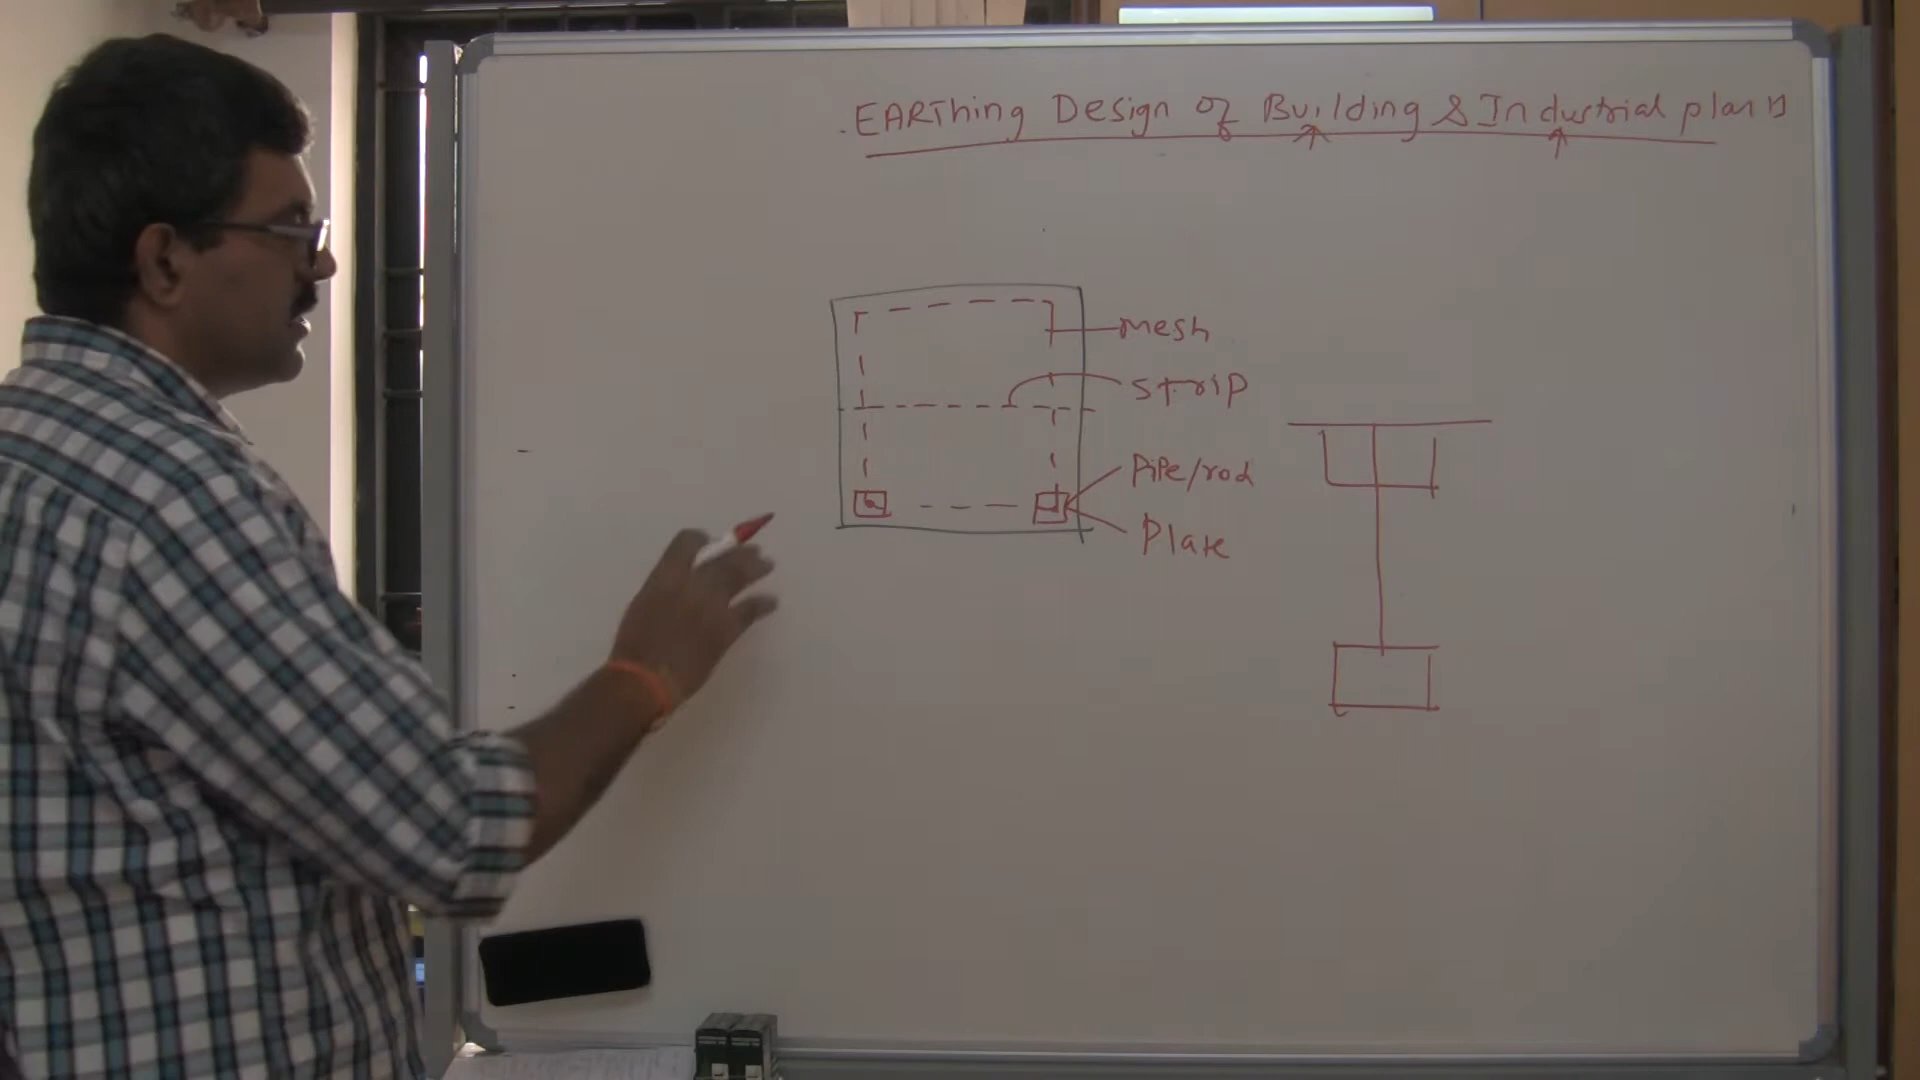 EARThing Design of Building & Industrial plants
mesh
strip
pipe/rod
plate